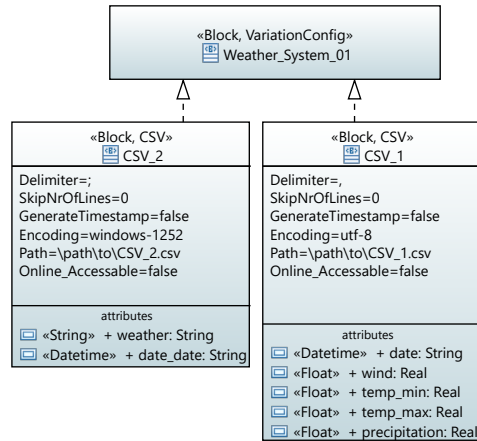 «Block, VariationConfig»
Weather_System_01
«Block, CSV»
CSV_2
Delimiter=;
SkipNrOfLines=0
GenerateTimestamp=false
Encoding=windows-1252
Path=\path\to\CSV_2.csv
Online_Accessable=false
attributes
«String» + weather: String
«Datetime» + date_date: String
«Block, CSV»
CSV_1
Delimiter=,
SkipNrOfLines=0
GenerateTimestamp=false
Encoding=utf-8
Path=\path\to\CSV_1.csv
Online_Accessable=false
attributes
«Datetime» + date: String
«Float» + wind: Real
«Float» + temp_min: Real
«Float» + temp_max: Real
«Float» + precipitation: Real